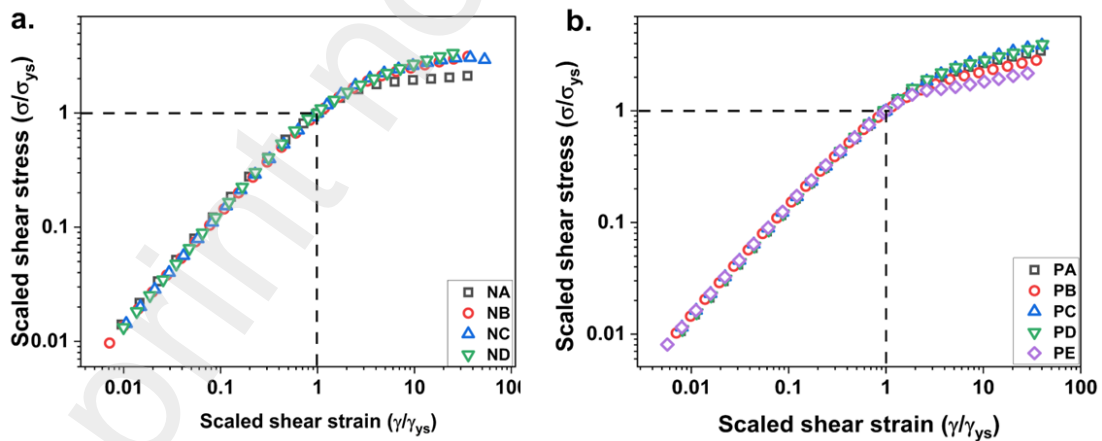 a.
Scaled shear stress (σ/σys)
1
0.1
0.01
0.01 0.1 1 10 100
Scaled shear strain (γ/γys)
NA
NB
NC
ND
b.
Scaled shear stress (σ/σys)
1
0.1
0.01
0.01 0.1 1 10 100
Scaled shear strain (γ/γys)
PA
PB
PC
PD
PE